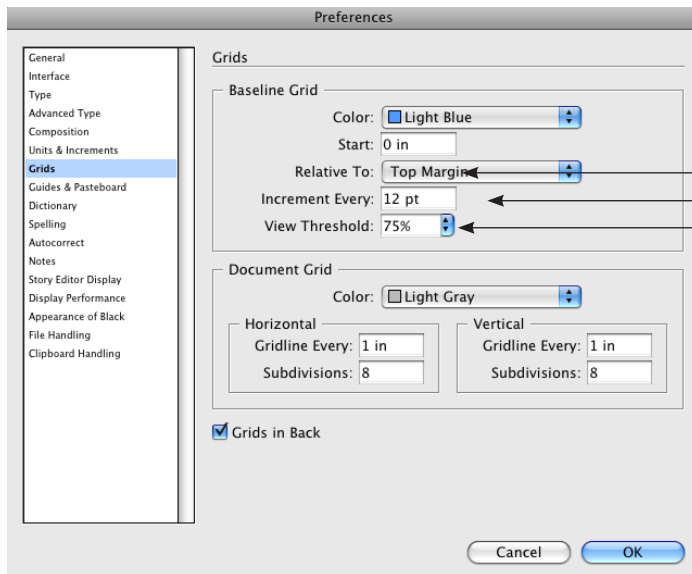 Preferences
General
Interface
Type
Advanced Type
Composition
Units & Increments
Grids
Guides & Pasteboard
Dictionary
Spelling
Autocorrect
Notes
Story Editor Display
Display Performance
Appearance of Black
File Handling
Clipboard Handling
Grids
Baseline Grid
Color: Light Blue
Start: 0 in
Relative To: Top Margin
Increment Every: 12 pt
View Threshold: 75%
Document Grid
Color: Light Gray
Horizontal
Gridline Every: 1 in
Subdivisions: 8
Vertical
Gridline Every: 1 in
Subdivisions: 8
Grids in Back
Cancel
OK